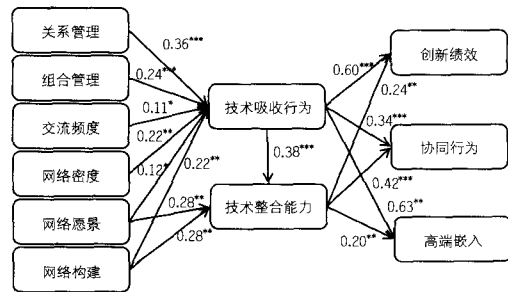 关系管理
组合管理
交流频度
网络密度
网络愿景
网络构建
0.36***
0.24***
0.11*
0.22**
0.12*
0.22**
0.28**
0.28**
技术吸收行为
0.38***
技术整合能力
0.60***
0.24**
0.34***
0.42***
0.63**
0.20**
创新绩效
协同行为
高端嵌入